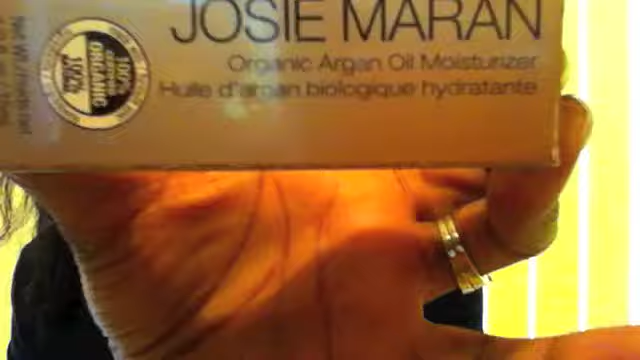 JOSIE MARAN
Organic Argan Oil Moisturizer
Huile d'argan biologique hydratante
100%
ORGANIC